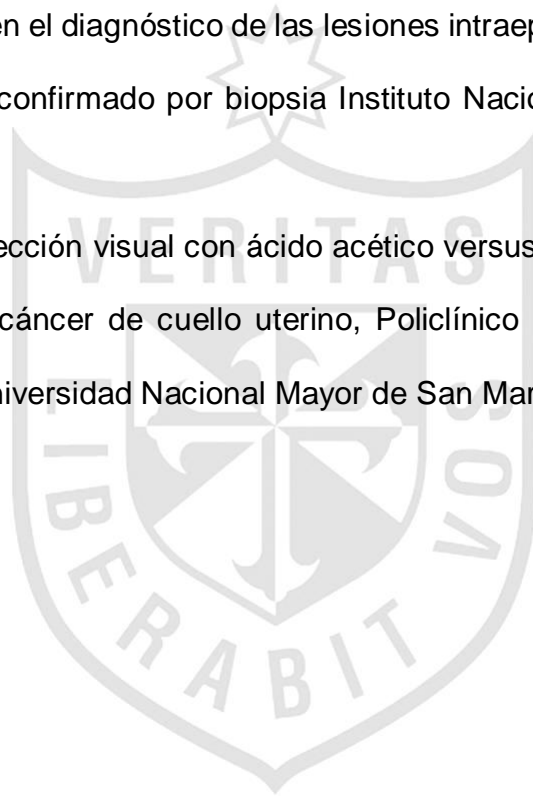 en el diagnóstico de las lesiones intraep
confirmado por biopsia Instituto Nacio
ección visual con ácido acético versus
cáncer de cuello uterino, Policlínico
niversidad Nacional Mayor de San Mar
VERITAS
LIBERABIT VOS